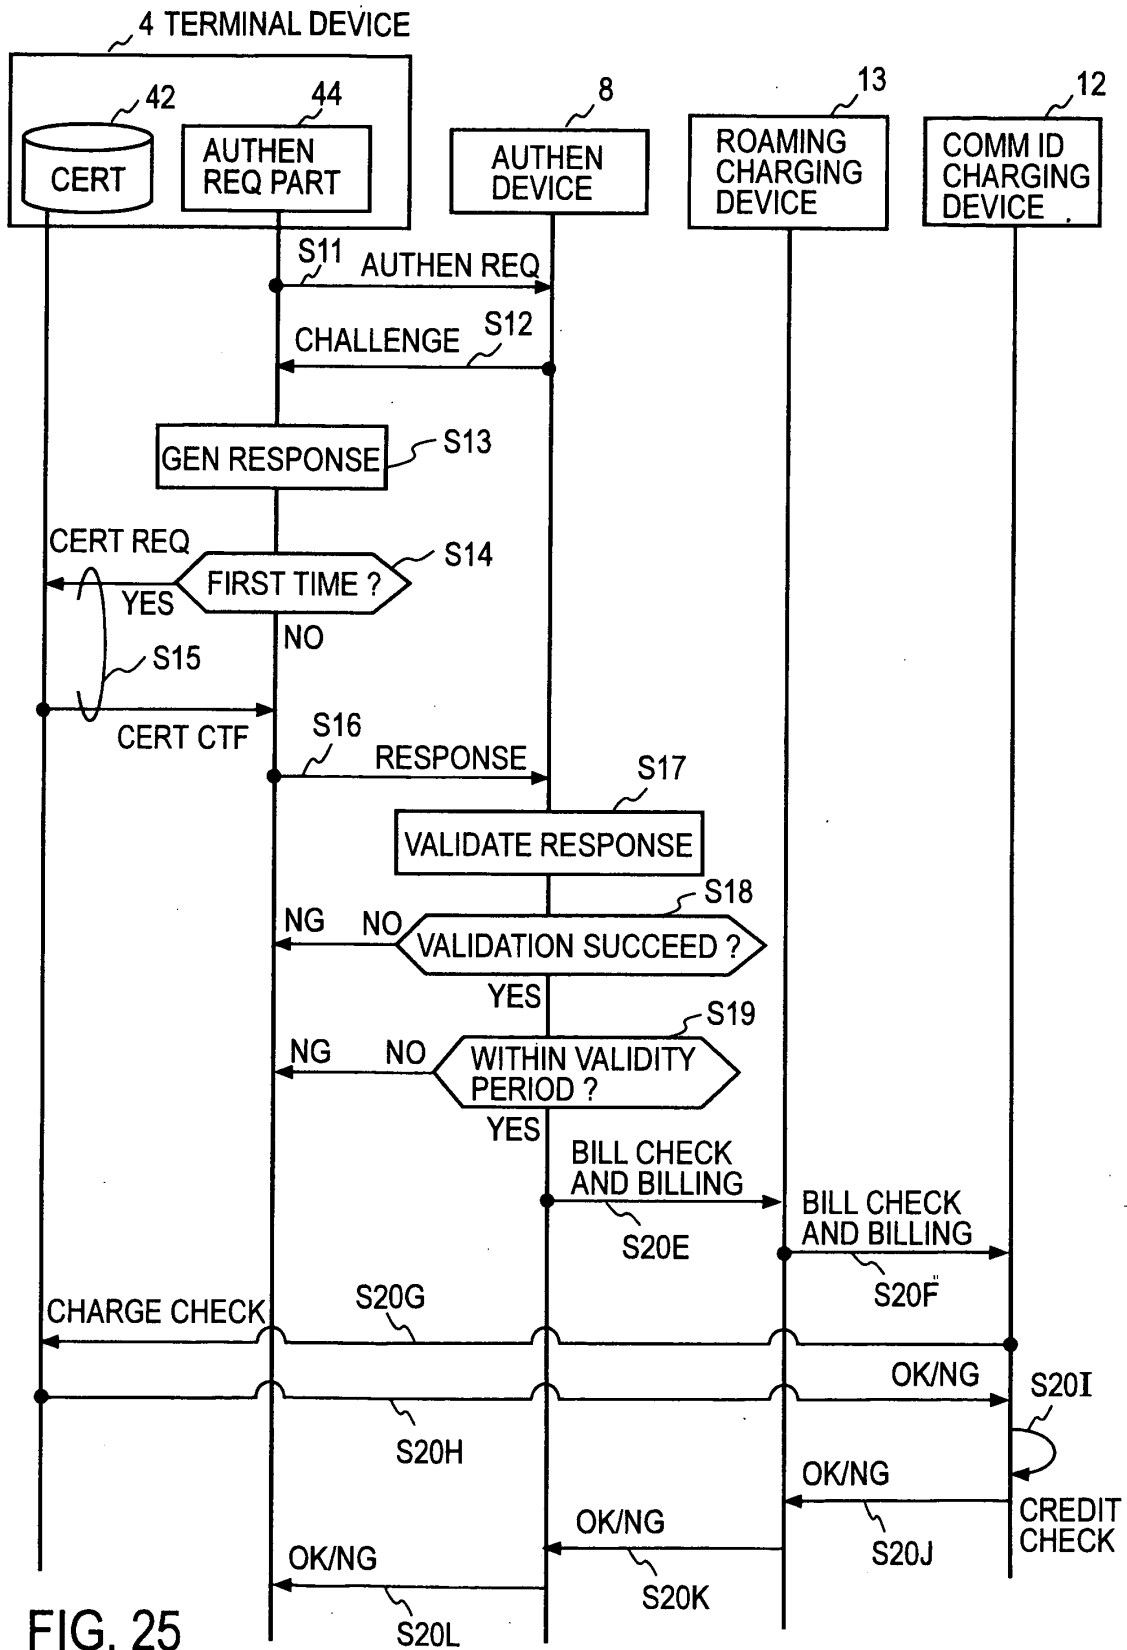 4 TERMINAL DEVICE
42
44
8
13
12
CERT
AUTHEN
REQ PART
AUTHEN
DEVICE
ROAMING
CHARGING
DEVICE
COMM ID
CHARGING
DEVICE
S11
AUTHEN REQ
CHALLENGE
S12
GEN RESPONSE
S13
CERT REQ
FIRST TIME ?
S14
YES
NO
S15
CERT CTF
S16
RESPONSE
S17
VALIDATE RESPONSE
S18
NG
NO
VALIDATION SUCCEED ?
YES
S19
NG
NO
WITHIN VALIDITY
PERIOD ?
YES
BILL CHECK
AND BILLING
S20E
BILL CHECK
AND BILLING
S20F
CHARGE CHECK
S20G
OK/NG
S20H
S20I
OK/NG
CREDIT
CHECK
S20J
OK/NG
S20K
OK/NG
S20L
FIG. 25